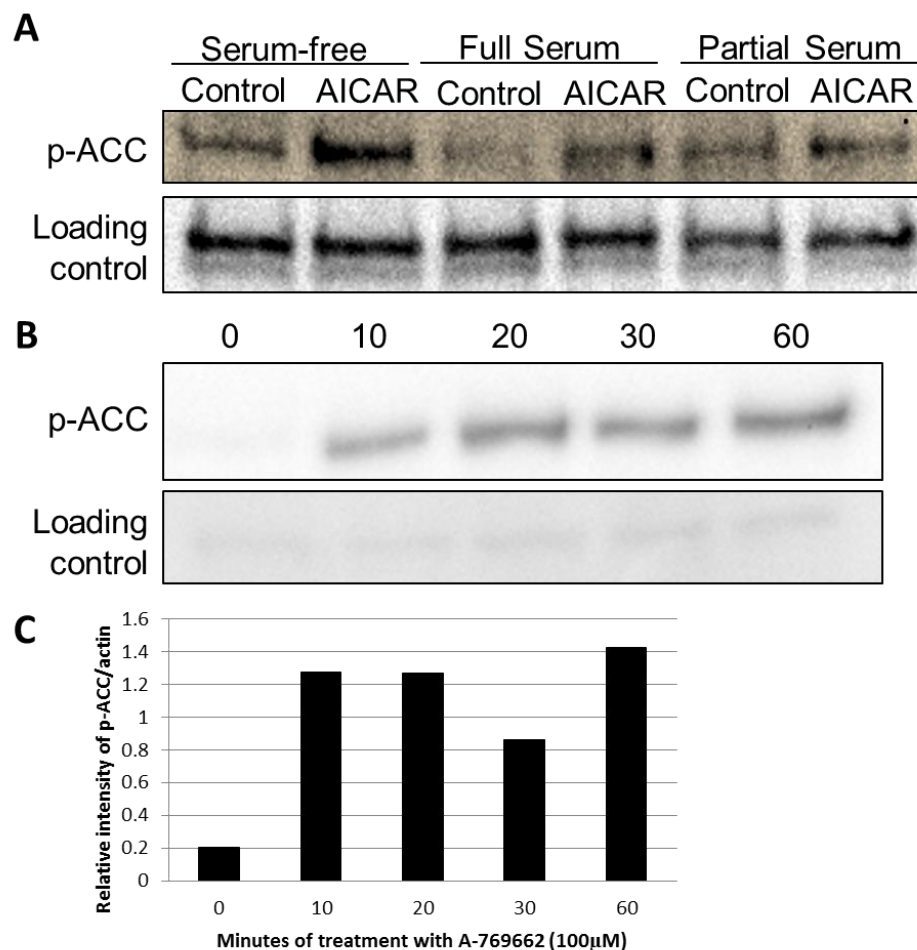 A
Serum-free Full Serum Partial Serum
Control AICAR Control AICAR Control AICAR
p-ACC
Loading
control
B
0 10 20 30 60
p-ACC
Loading
control
C
Relative intensity of p-ACC/actin
1.6
1.4
1.2
1
0.8
0.6
0.4
0.2
0
0 10 20 30 60
Minutes of treatment with A-769662 (100µM)